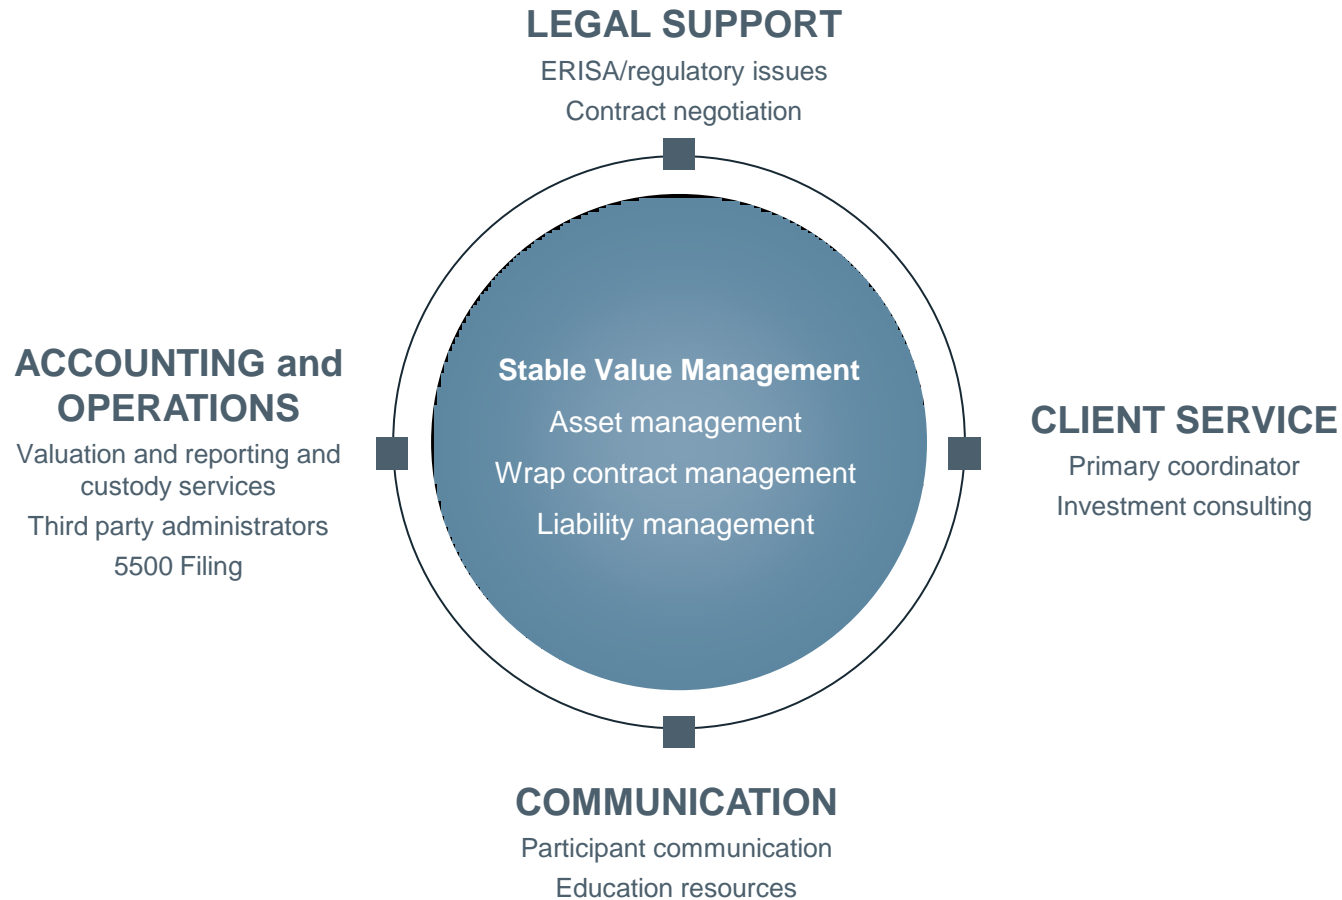 LEGAL SUPPORT
ERISA/regulatory issues
Contract negotiation
ACCOUNTING and
OPERATIONS
Valuation and reporting and
custody services
Third party administrators
5500 Filing
Stable Value Management
Asset management
Wrap contract management
Liability management
CLIENT SERVICE
Primary coordinator
Investment consulting
COMMUNICATION
Participant communication
Education resources